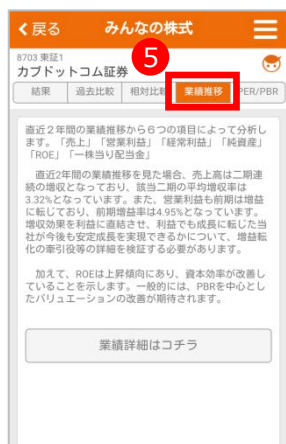 戻る みんなの株式
8703 東証1
カブドットコム証券
5
結果 過去比較 相対比較 業績推移 PER/PBR
直近2年間の業績推移から6つの項目によって分析し
ます。「売上」「営業利益」「経常利益」「純資産」
「ROE」「一株当り配当金」
直近2年間の業績推移を見た場合、売上高は二期連
続の増収となっており、該当二期の平均増収率は
3.32%となっています。また、営業利益も前期は増益
に転じており、前期増益率は4.95%となっています。
増収効果を利益に直結させ、利益でも成長に転じた当
社が今後も安定成長を実現できるかについて、増益転
化の牽引役等の詳細を検証する必要があります。
加えて、ROEは上昇傾向にあり、資本効率が改善し
ていることを示します。一般的には、PBRを中心とし
たバリュエーションの改善が期待されます。
業績詳細はコチラ